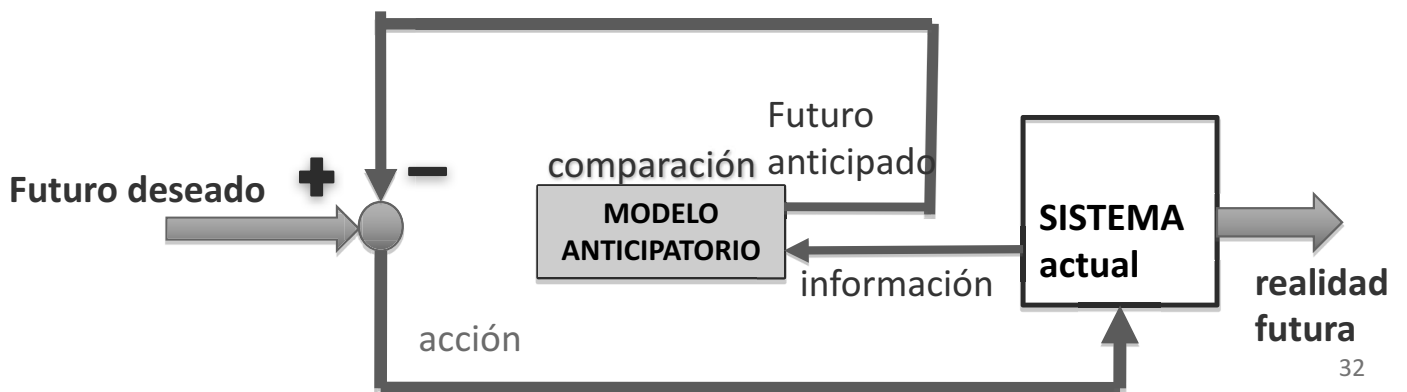 Futuro
anticipado
comparación
+
−
Futuro deseado
MODELO
ANTICIPATORIO
SISTEMA
actual
información
realidad
futura
acción
32